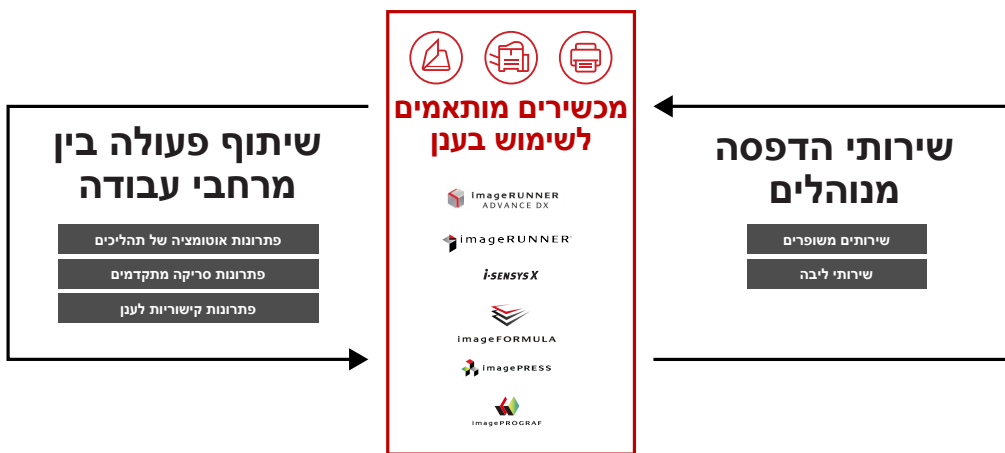 שירותי הדפסה
מנוהלים
שירותים משופרים
שירותי ליבה
מכשירים מותאמים
לשימוש בענן
imageRUNNER
ADVANCE DX
imageRUNNER
i-SENSYS X
imageFORMULA
imagePRESS
imagePROGRAF
שיתוף פעולה בין
מרחבי עבודה
פתרונות אוטומציה של תהליכים
פתרונות סריקה מתקדמים
פתרונות קישוריות לענן